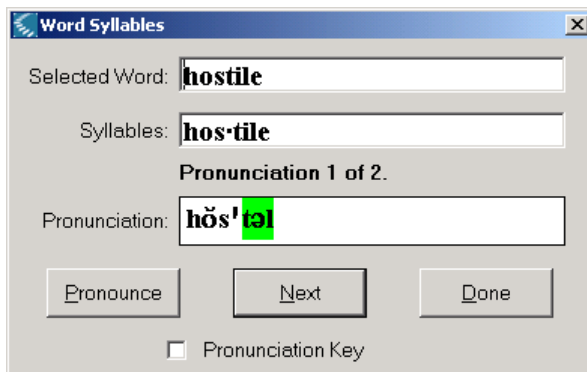 Word Syllables
Selected Word: hostile
Syllables: hos·tile
Pronunciation 1 of 2.
Pronunciation: hŏs'təl
Pronounce Next Done
Pronunciation Key